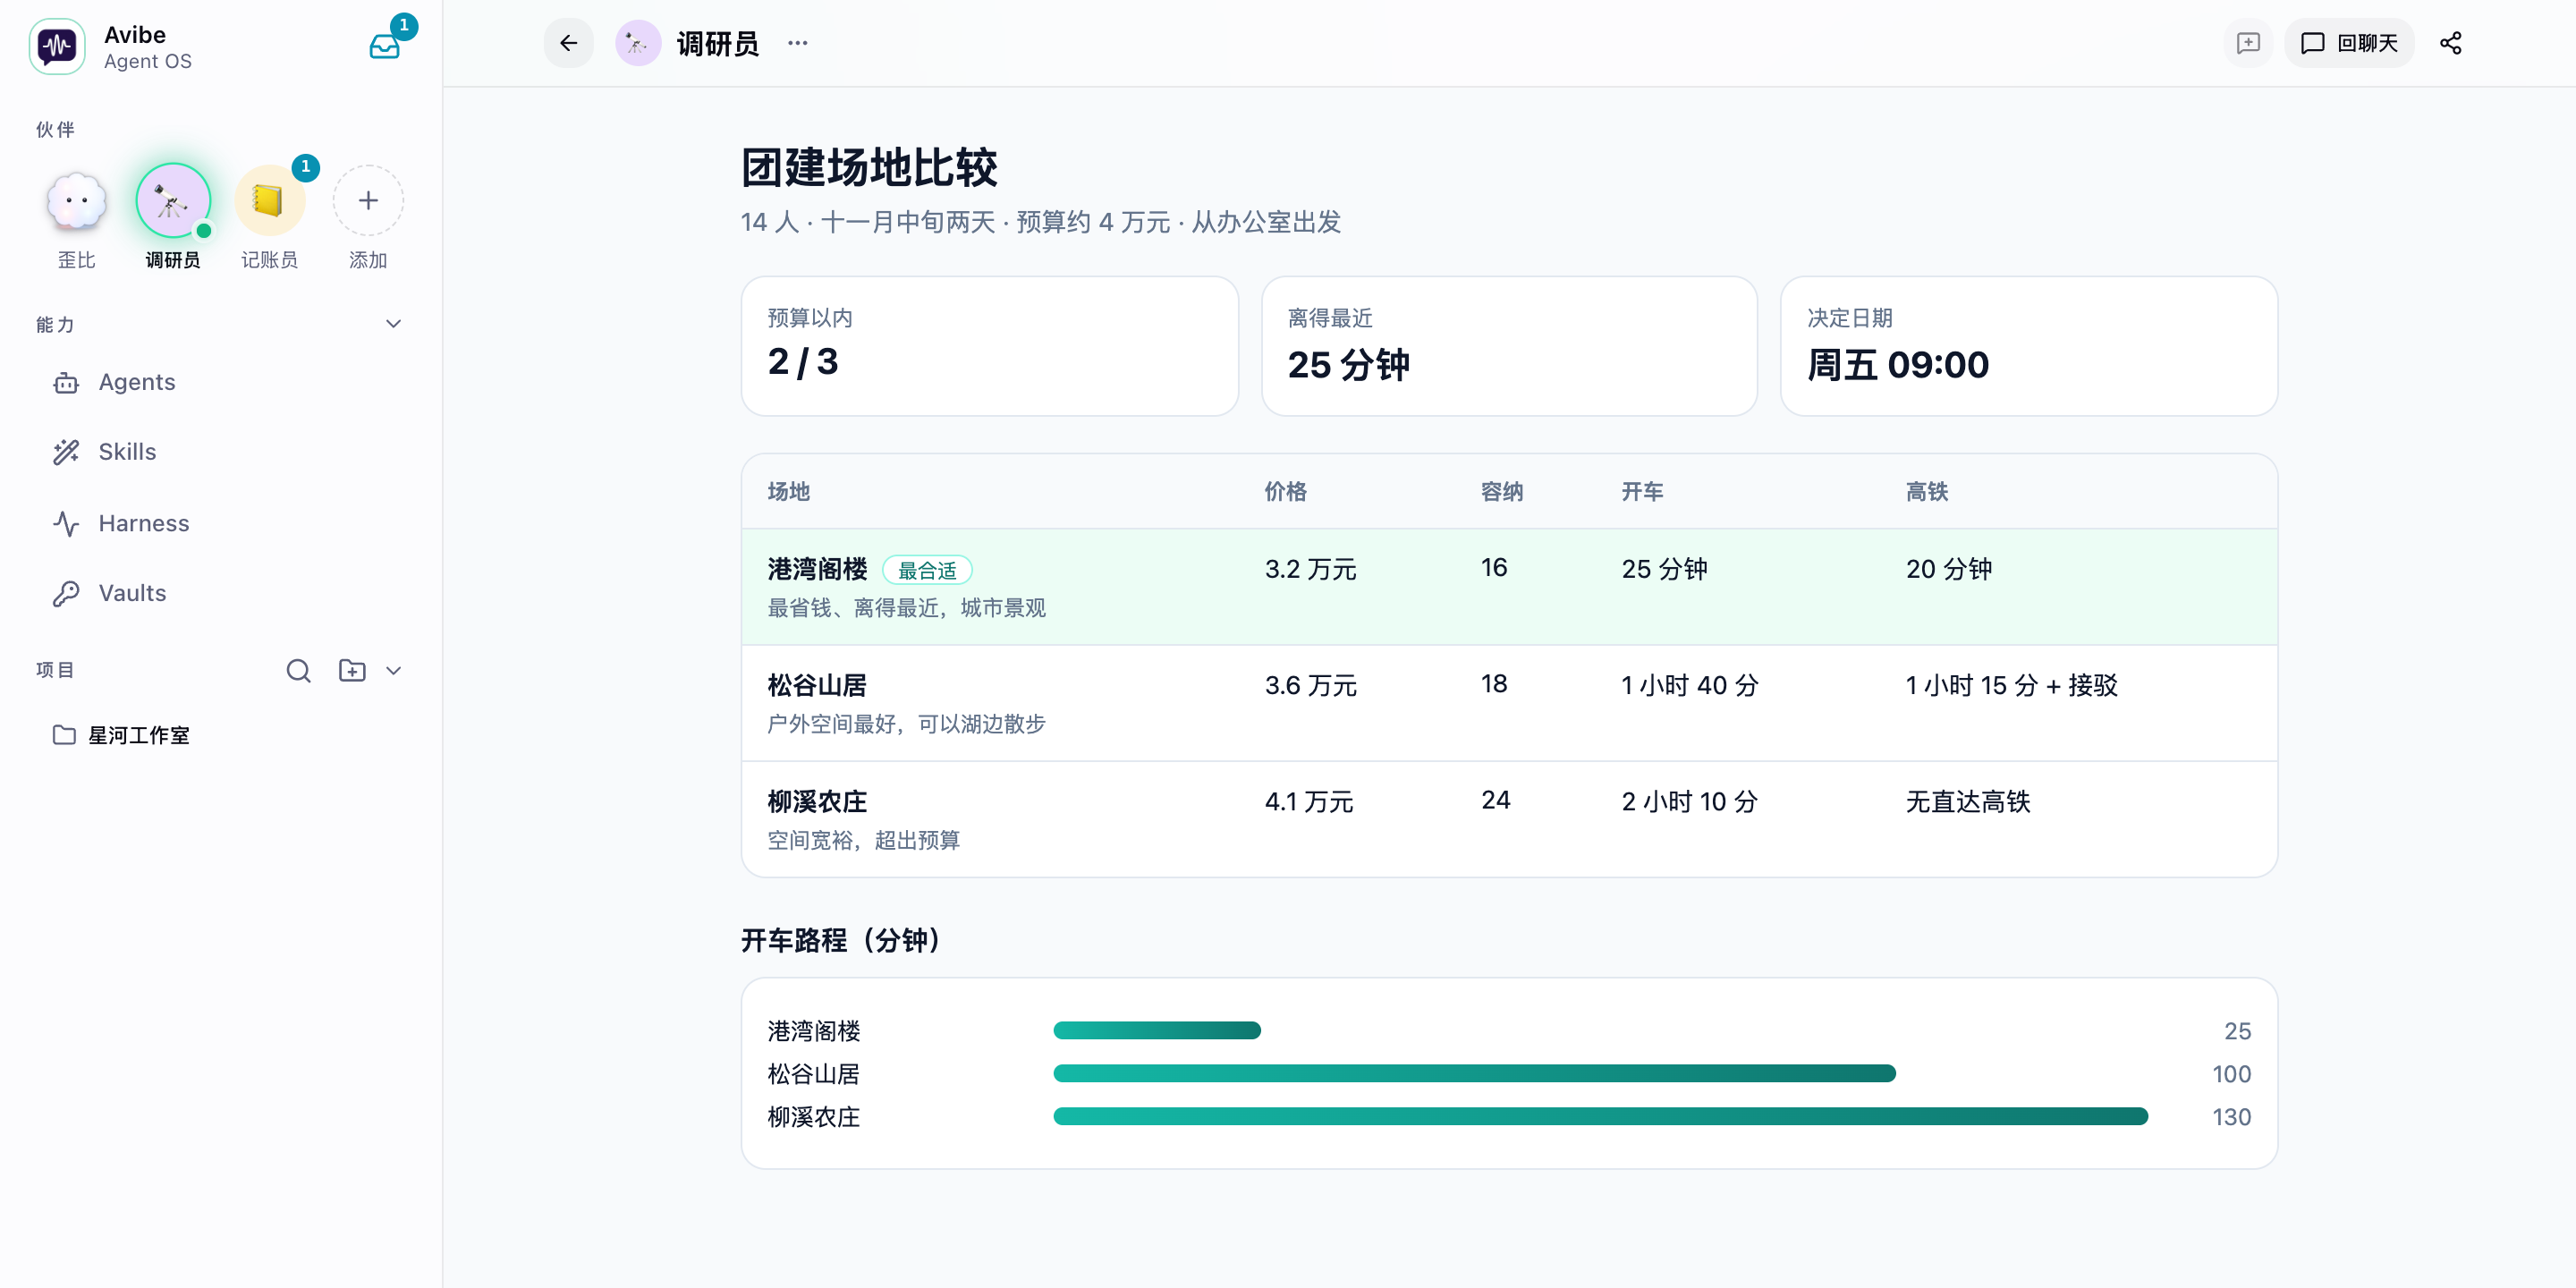 Avibe
Agent OS
1
伙伴
1
歪比
调研员
记账员
添加
能力
Agents
Skills
Harness
Vaults
项目
星河工作室
调研员
回聊天
团建场地比较
14 人 · 十一月中旬两天 · 预算约 4 万元 · 从办公室出发
预算以内
2 / 3
离得最近
25 分钟
决定日期
周五 09:00
场地 价格 容纳 开车 高铁
港湾阁楼 最合适 3.2 万元 16 25 分钟 20 分钟
最省钱、离得最近，城市景观
松谷山居 3.6 万元 18 1 小时 40 分 1 小时 15 分 + 接驳
户外空间最好，可以湖边散步
柳溪农庄 4.1 万元 24 2 小时 10 分 无直达高铁
空间宽裕，超出预算
开车路程（分钟）
港湾阁楼 25
松谷山居 100
柳溪农庄 130